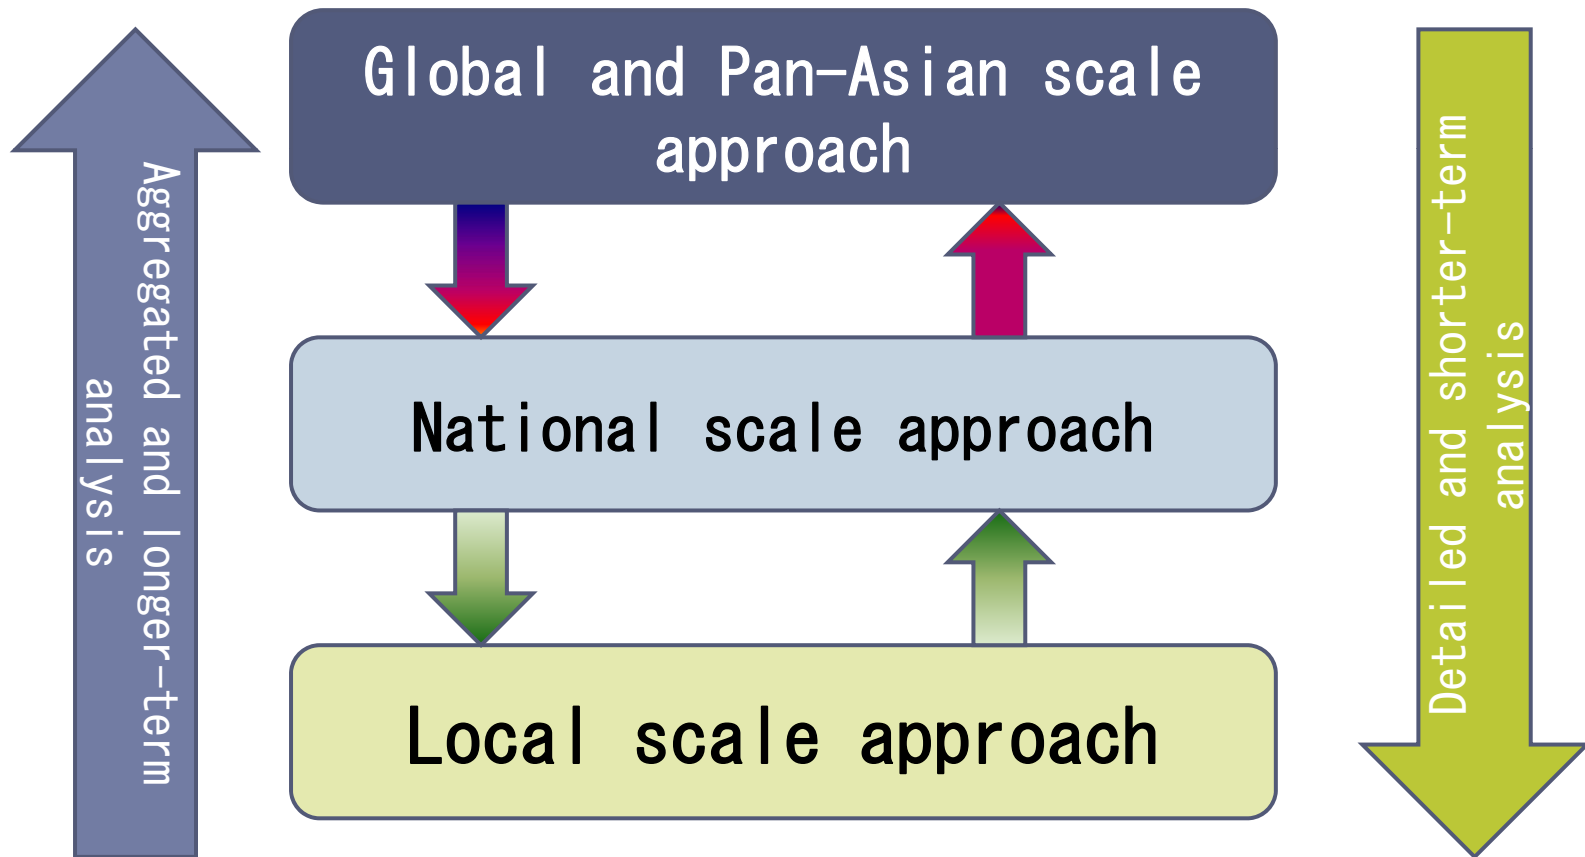 Global and Pan-Asian scale
approach
Aggregated and longer-term
analysis
National scale approach
Detailed and shorter-term
analysis
Local scale approach